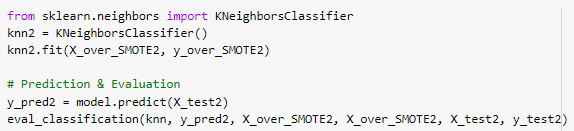 from sklearn.neighbors import KNeighborsClassifier
knn2 = KNeighborsClassifier()
knn2.fit(X_over_SMOTE2, y_over_SMOTE2)

# Prediction & Evaluation
y_pred2 = model.predict(X_test2)
eval_classification(knn, y_pred2, X_over_SMOTE2, X_over_SMOTE2, X_test2, y_test2)